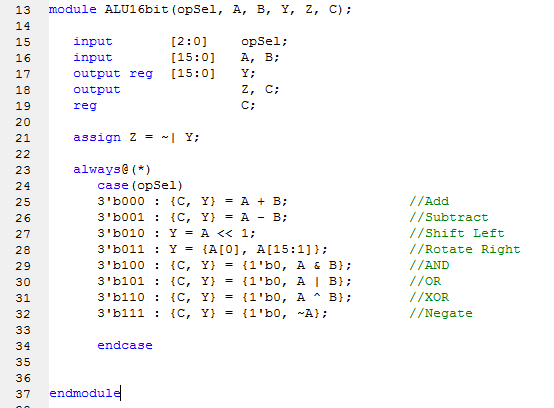 13 module ALU16bit(opSel, A, B, Y, Z, C);
14
15 input [2:0] opSel;
16 input [15:0] A, B;
17 output reg [15:0] Y;
18 output Z, C;
19 reg C;
20
21 assign Z = ~| Y;
22
23 always@(*)
24 case(opSel)
25 3'b000 : {C, Y} = A + B; //Add
26 3'b001 : {C, Y} = A - B; //Subtract
27 3'b010 : Y = A << 1; //Shift Left
28 3'b011 : Y = {A[0], A[15:1]}; //Rotate Right
29 3'b100 : {C, Y} = {1'b0, A & B}; //AND
30 3'b101 : {C, Y} = {1'b0, A | B}; //OR
31 3'b110 : {C, Y} = {1'b0, A ^ B}; //XOR
32 3'b111 : {C, Y} = {1'b0, ~A}; //Negate
33
34 endcase
35
36
37 endmodule